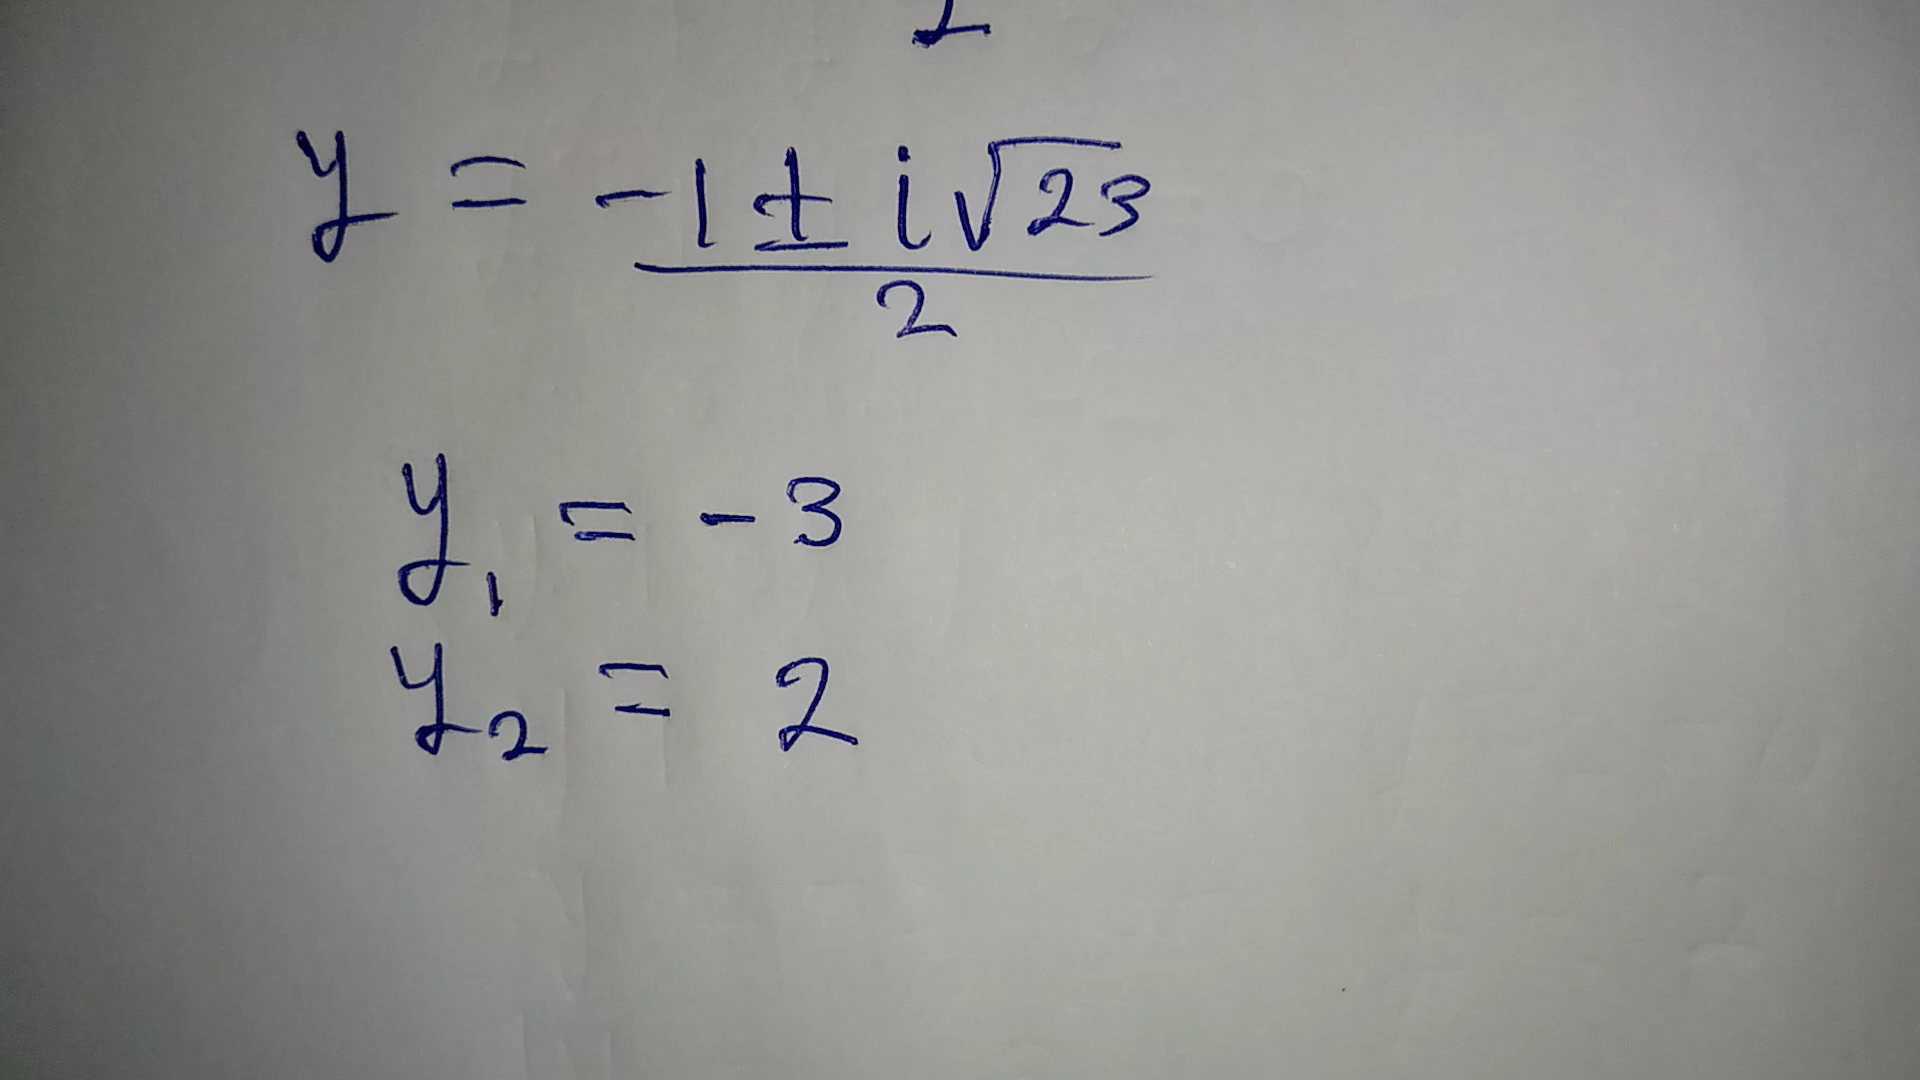 y = -1 ± i√23
2
y₁ = -3
y₂ = 2